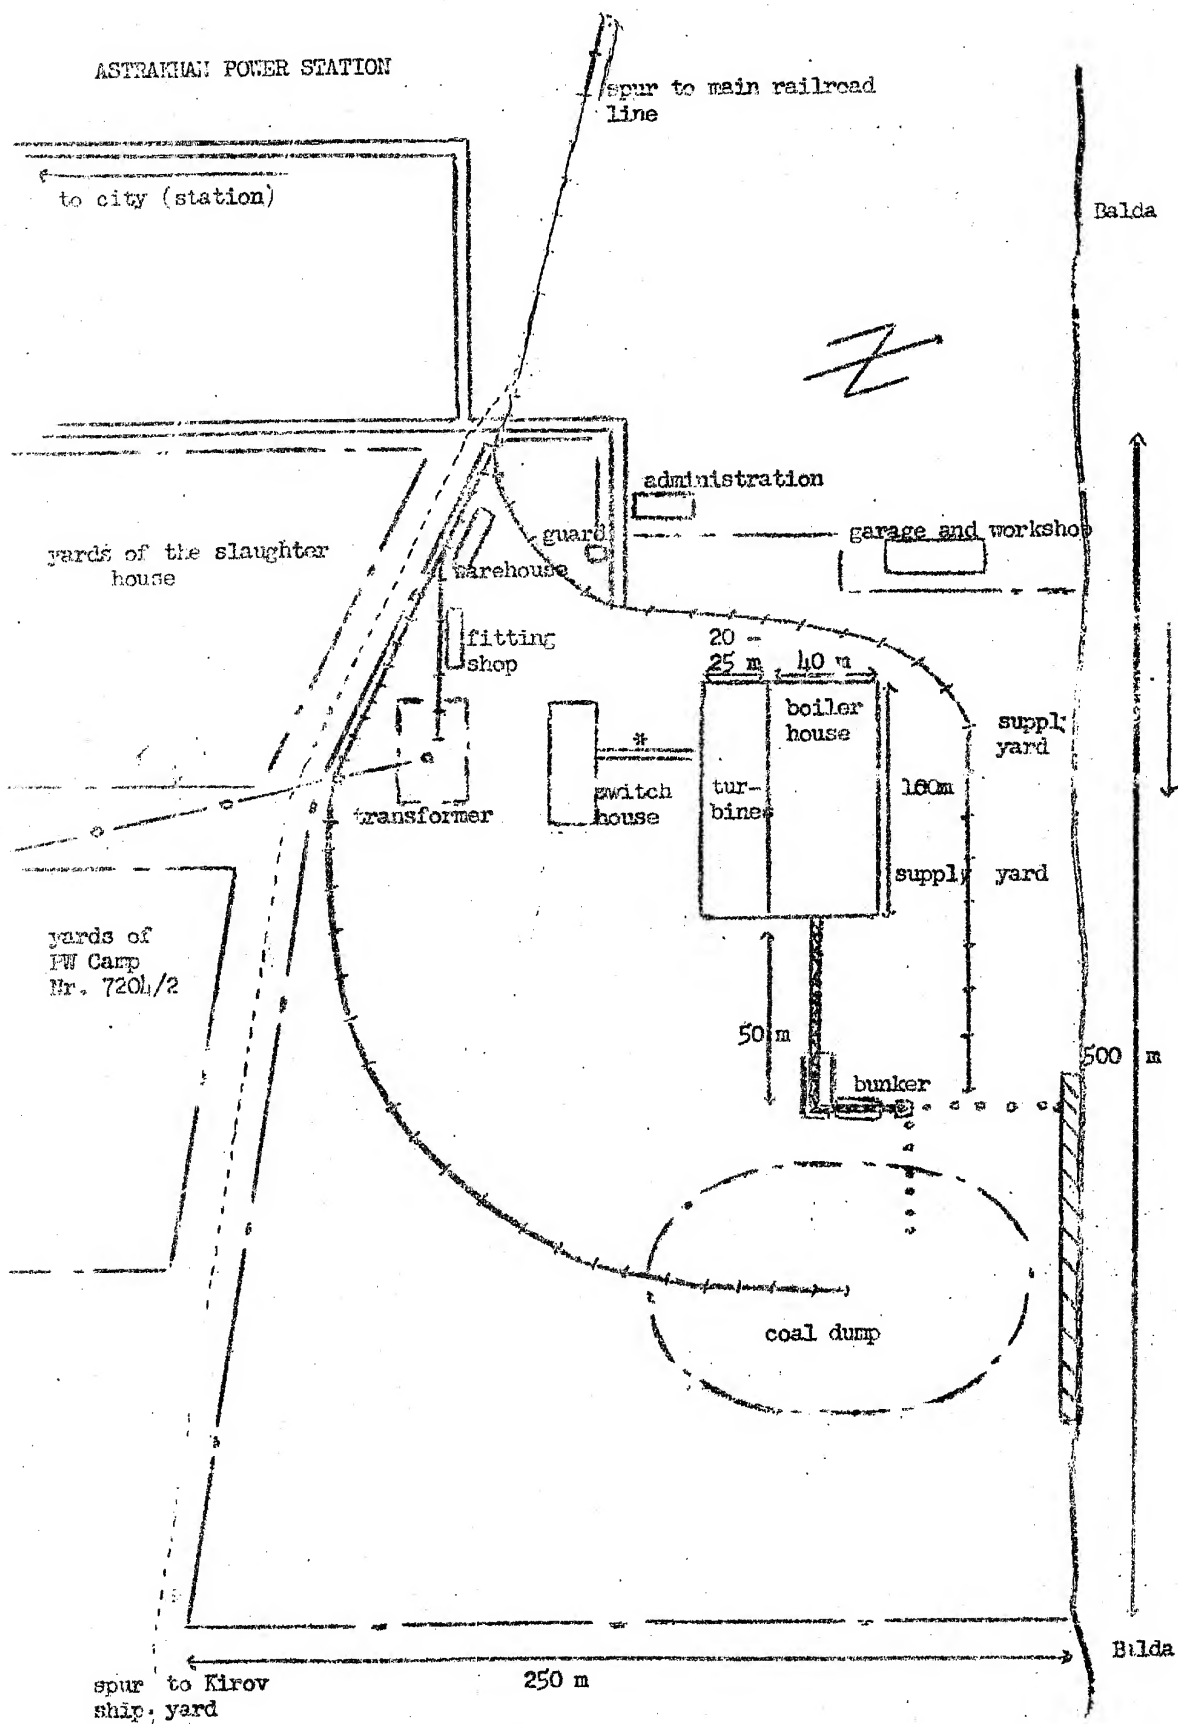 ASTRAKHAN POWER STATION
spur to main railroad
line
to city (station)
Balda
administration
garage and workshop
guard
yards of the slaughter
house
warehouse
fitting
shop
20 -
25 m
40 m
boiler
house
supply
yard
*
switch
house
tur-
bines
100m
transformer
supply yard
yards of
PW Camp
Nr. 7204/2
50 m
500 m
bunker
coal dump
Balda
250 m
spur to Kirov
ship yard